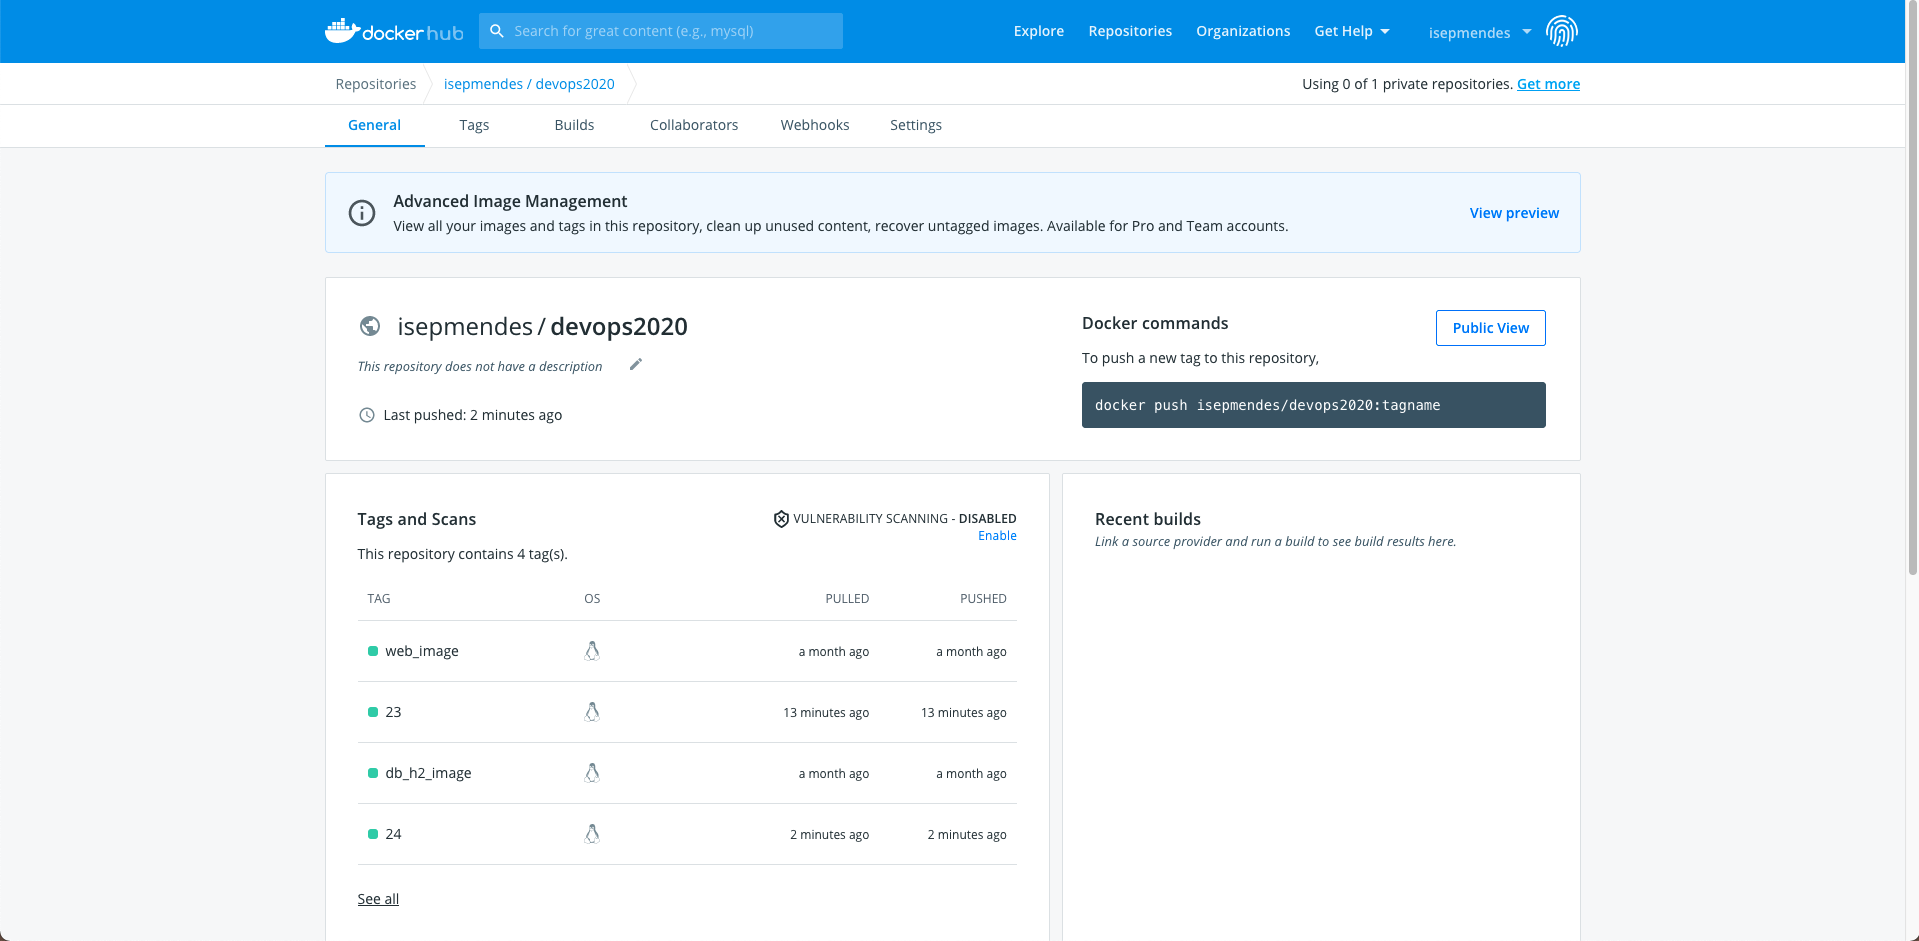 docker hub
Search for great content (e.g., mysql)
Explore Repositories Organizations Get Help isepmendes
Repositories isepmendes / devops2020 Using 0 of 1 private repositories. Get more
General Tags Builds Collaborators Webhooks Settings
Advanced Image Management
View all your images and tags in this repository, clean up unused content, recover untagged images. Available for Pro and Team accounts.
View preview
isepmendes / devops2020
This repository does not have a description
Last pushed: 2 minutes ago
Docker commands
Public View
To push a new tag to this repository,
docker push isepmendes/devops2020:tagname
Tags and Scans
VULNERABILITY SCANNING - DISABLED
Enable
This repository contains 4 tag(s).
TAG OS PULLED PUSHED
web_image a month ago a month ago
23 13 minutes ago 13 minutes ago
db_h2_image a month ago a month ago
24 2 minutes ago 2 minutes ago
See all
Recent builds
Link a source provider and run a build to see build results here.